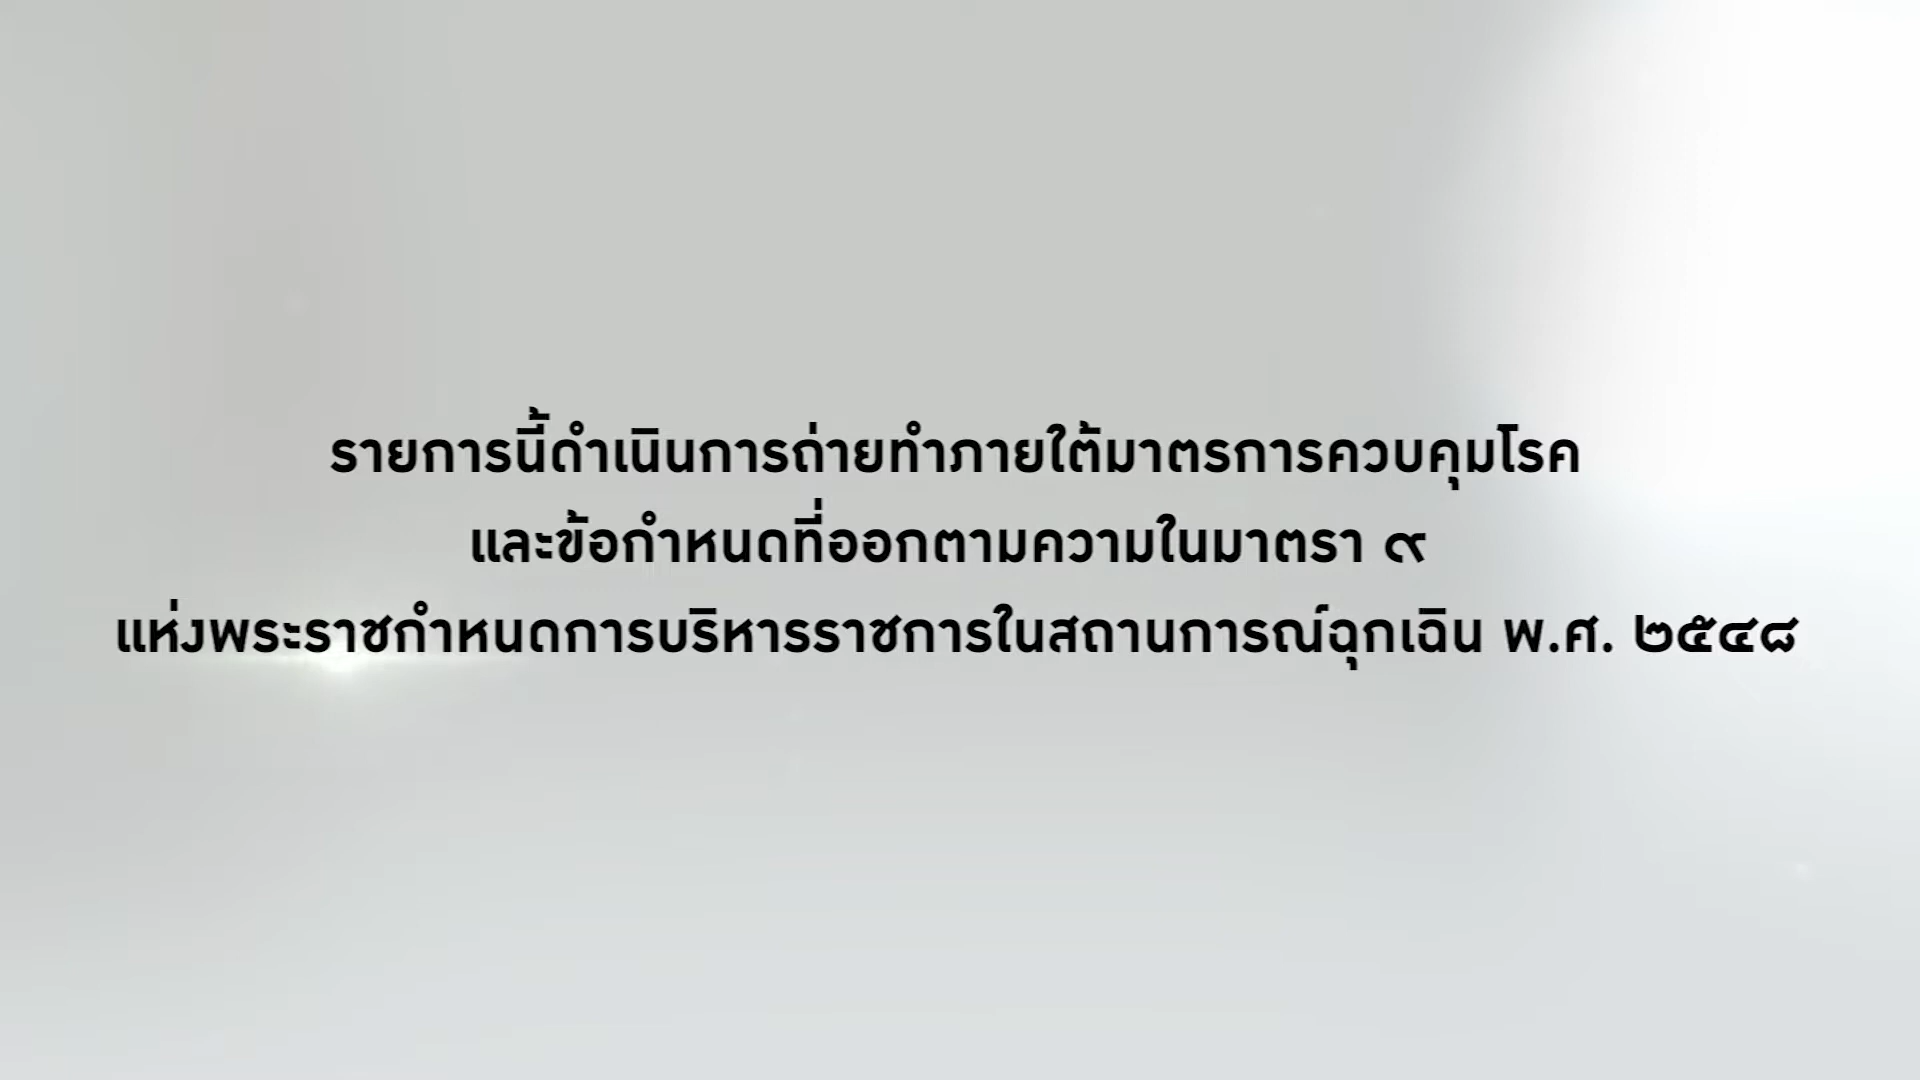 รายการนี้ดำเนินการถ่ายทำภายใต้มาตรการควบคุมโรค
และข้อกำหนดที่ออกตามความในมาตรา ๙
แห่งพระราชกำหนดการบริหารราชการในสถานการณ์ฉุกเฉิน พ.ศ. ๒๕๔๘